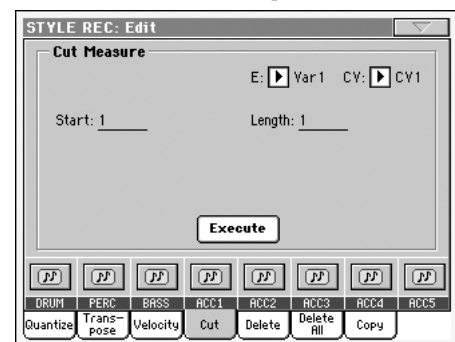 STYLE REC: Edit
Cut Measure
E: Var1 CV: CV1
Start: 1 Length: 1
Execute
DRUM PERC BASS ACC1 ACC2 ACC3 ACC4 ACC5
Quantize Trans-pose Velocity Cut Delete Delete All Copy